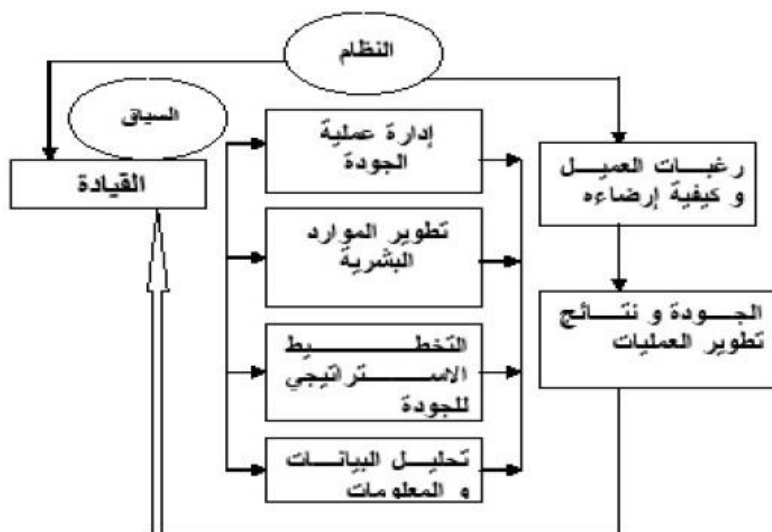 النظام
السياق
القيادة
إدارة عملية
الجودة
تطوير الموارد
البشرية
التخطيط
الاستراتيجي
للجودة
تحليل البيانات
و المعلومات
رغبات العميل
و كيفية إرضاءه
الجودة و نتائج
تطوير العمليات